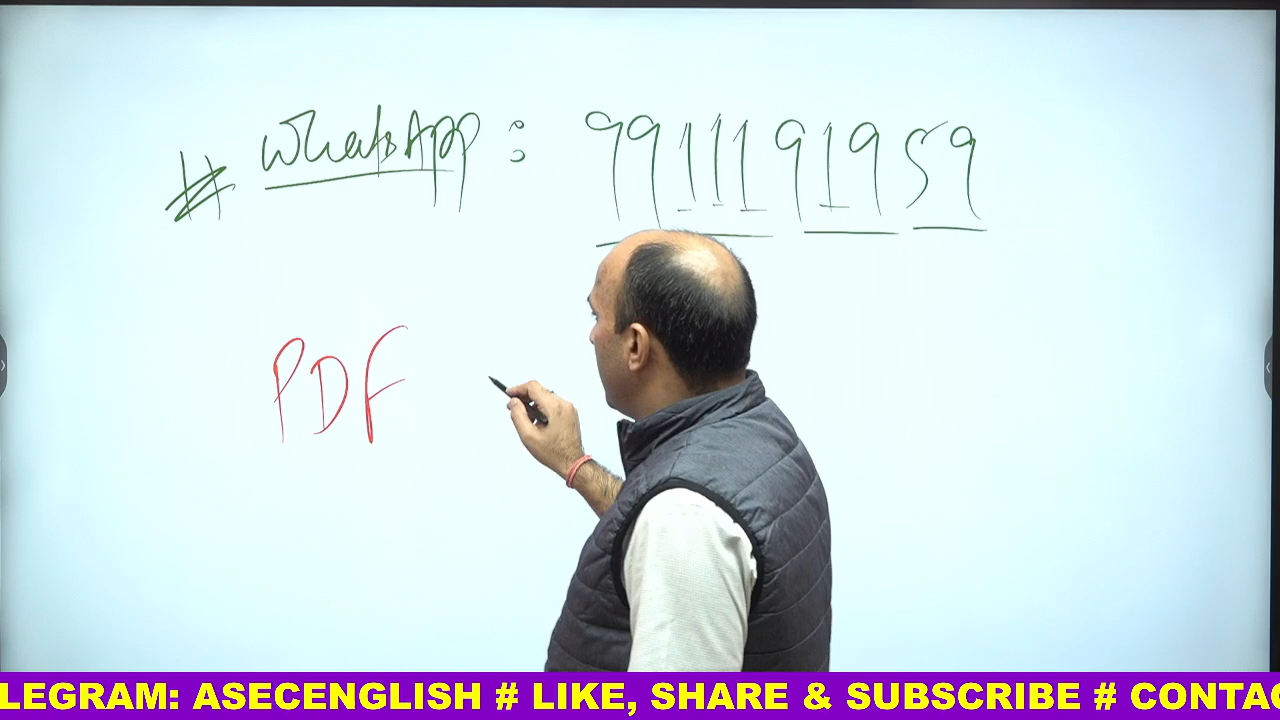 # WhatsApp : 9911191959
PDF
LEGRAM: ASECENGLISH # LIKE, SHARE & SUBSCRIBE # CONTAC